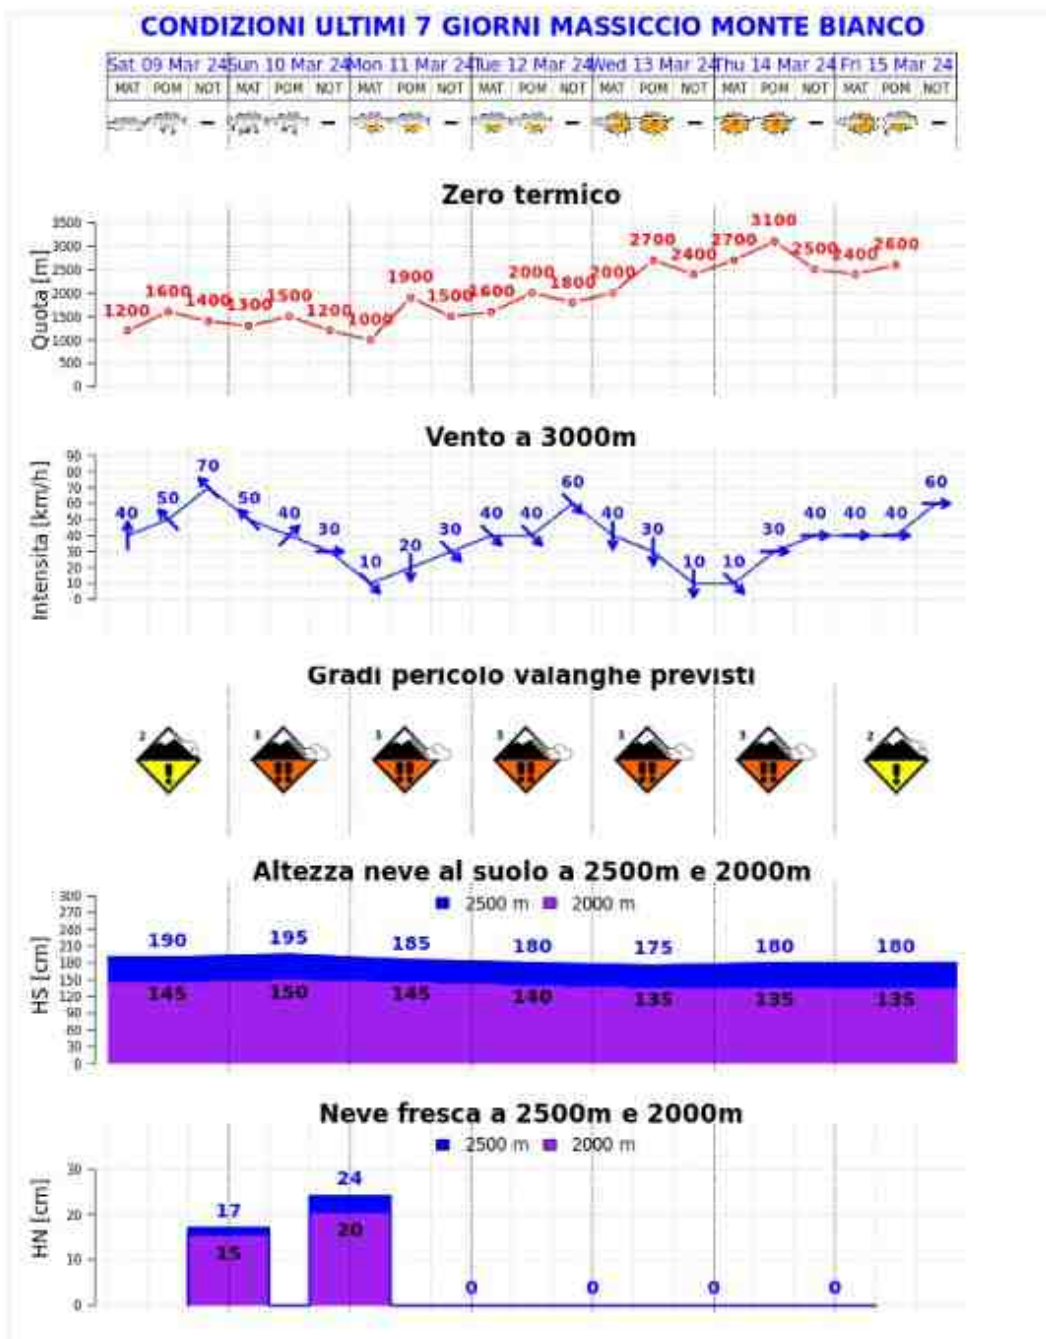 CONDIZIONI ULTIMI 7 GIORNI MASSICCIO MONTE BIANCO
Sat 09 Mar 24 Sun 10 Mar 24 Mon 11 Mar 24 Tue 12 Mar 24 Wed 13 Mar 24 Thu 14 Mar 24 Fri 15 Mar 24
MAT POM NOT MAT POM NOT MAT POM NOT MAT POM NOT MAT POM NOT MAT POM NOT MAT POM NOT
Zero termico
Quota [m]
3500
3000
2500
2000
1500
1000
500
0
1200 1600 1400 1300 1500 1200 1000 1900 1500 1600 2000 1800 2000 2700 2400 2700 3100 2500 2400 2600
Vento a 3000m
Intensita [km/h]
90
80
70
60
50
40
30
20
10
0
40 50 70 50 40 30 10 20 30 40 40 60 40 30 10 10 30 40 40 40 60
Gradi pericolo valanghe previsti
2 3 3 3 3 3 2
Altezza neve al suolo a 2500m e 2000m
2500 m 2000 m
HS [cm]
300
270
240
210
180
150
120
90
60
30
0
190 195 185 180 175 180 180
145 150 145 140 135 135 135
Neve fresca a 2500m e 2000m
2500 m 2000 m
HN [cm]
30
20
10
0
17 24 0 0 0 0
15 20